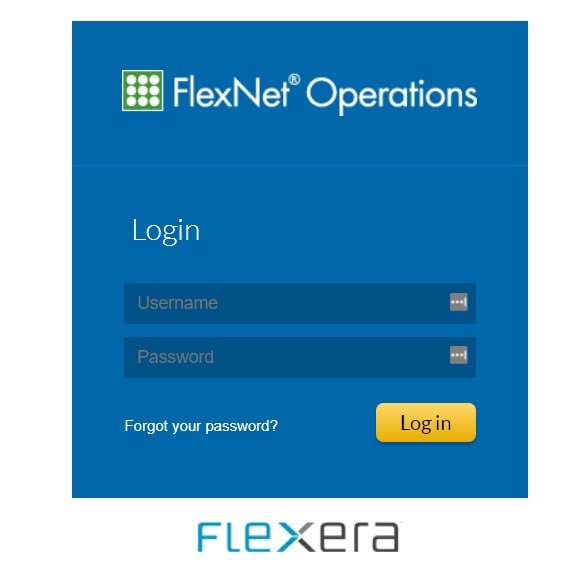 FlexNet® Operations
Login
Username
Password
Forgot your password?
Log in
FLexera